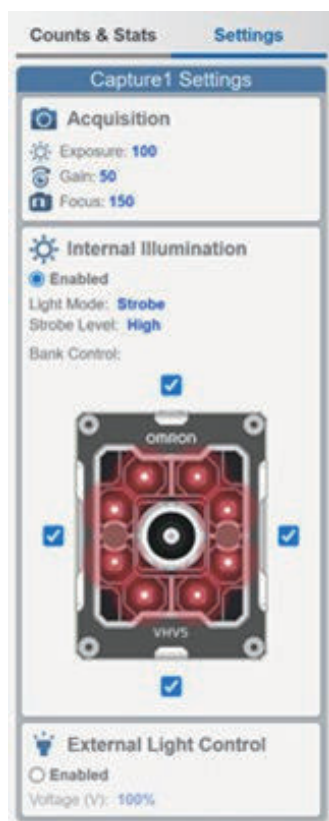 Counts & Stats Settings
Capture1 Settings
Acquisition
Exposure: 100
Gain: 50
Focus: 150
Internal Illumination
Enabled
Light Mode: Strobe
Strobe Level: High
Bank Control:
OMRON
VHV5
External Light Control
Enabled
Voltage (V): 100%